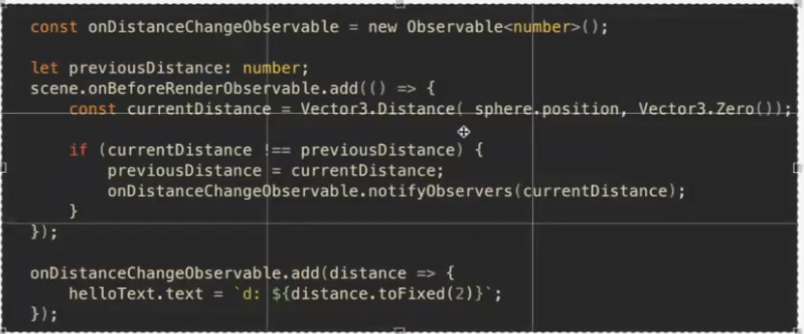 const onDistanceChangeObservable = new Observable<number>();
let previousDistance: number;
scene.onBeforeRenderObservable.add(() => {
const currentDistance = Vector3.Distance( sphere.position, Vector3.Zero());
if (currentDistance !== previousDistance) {
previousDistance = currentDistance;
onDistanceChangeObservable.notifyObservers(currentDistance);
}
});
onDistanceChangeObservable.add(distance => {
helloText.text = `d: ${distance.toFixed(2)}`;
});